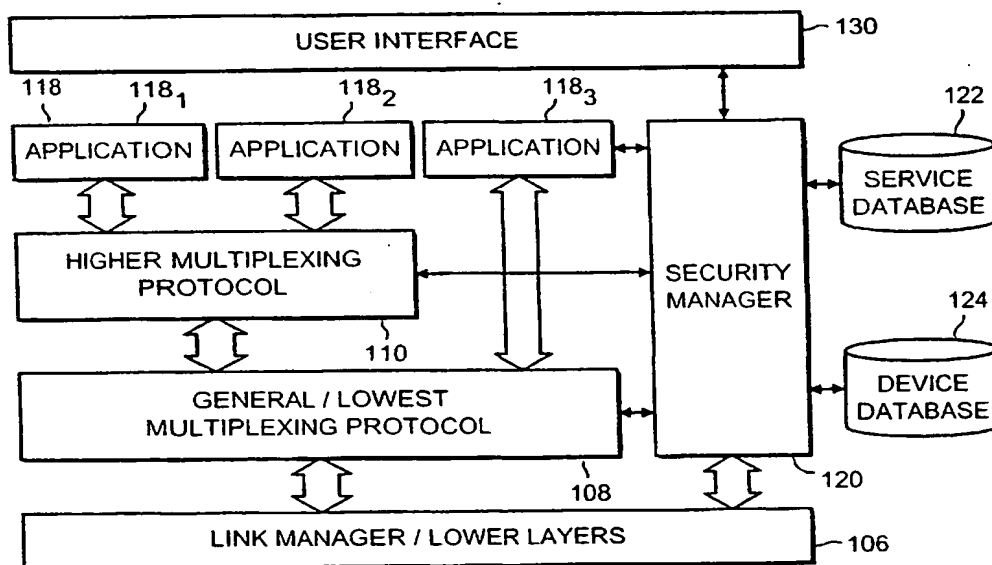 USER INTERFACE
130
118
118₁
118₂
118₃
122
APPLICATION
APPLICATION
APPLICATION
SERVICE
DATABASE
HIGHER MULTIPLEXING
PROTOCOL
SECURITY
MANAGER
110
124
GENERAL / LOWEST
MULTIPLEXING PROTOCOL
DEVICE
DATABASE
108
120
LINK MANAGER / LOWER LAYERS
106